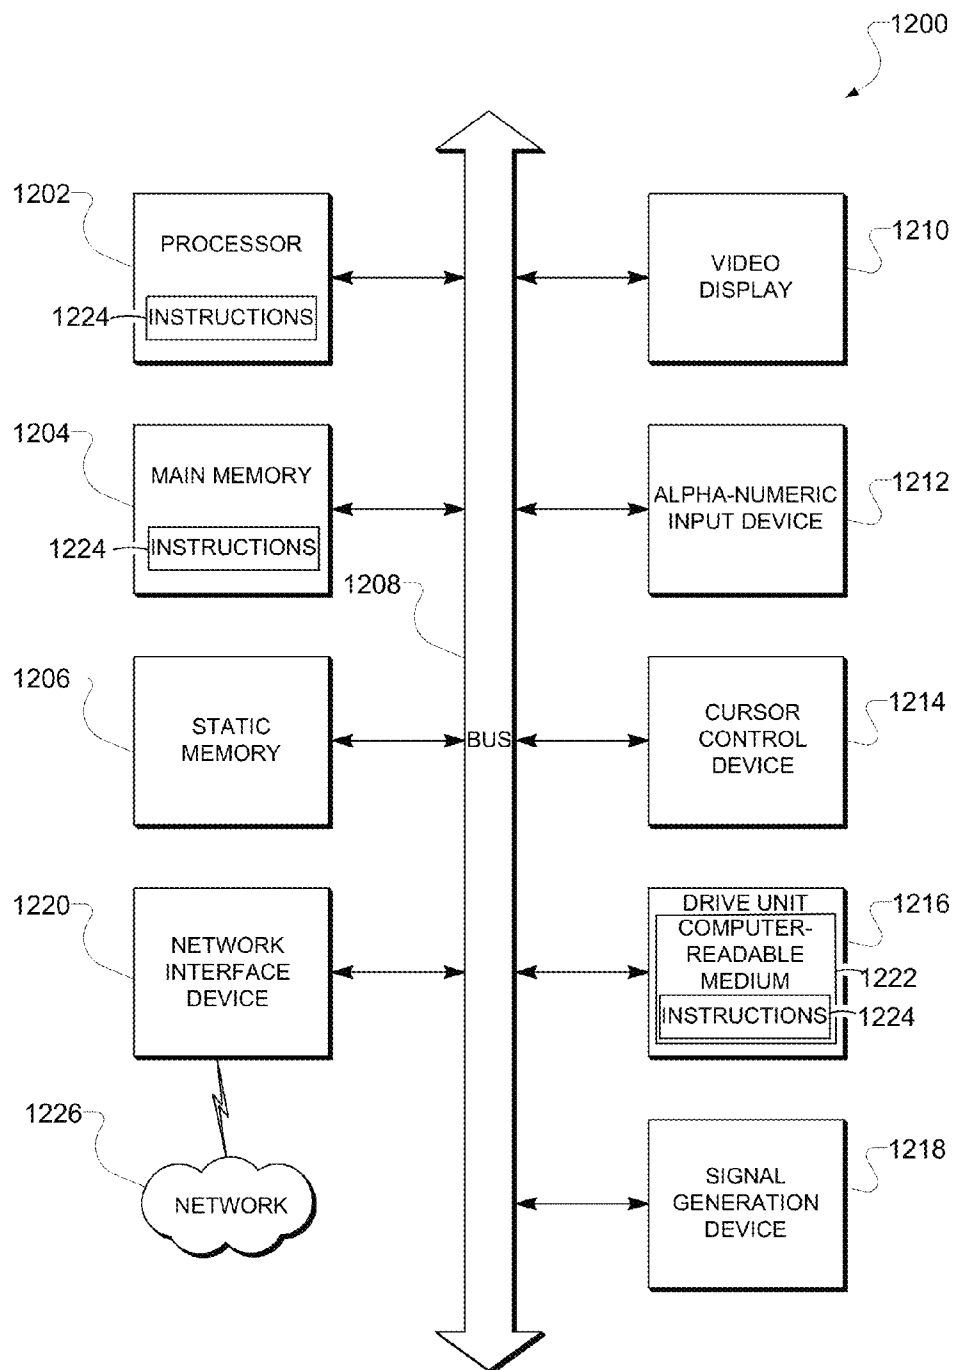 1200
1202
PROCESSOR
1224
INSTRUCTIONS
1204
MAIN MEMORY
1224
INSTRUCTIONS
1206
STATIC
MEMORY
1220
NETWORK
INTERFACE
DEVICE
1226
NETWORK
1208
BUS
VIDEO
DISPLAY
1210
ALPHA-NUMERIC
INPUT DEVICE
1212
CURSOR
CONTROL
DEVICE
1214
DRIVE UNIT
1216
COMPUTER-
READABLE
MEDIUM
1222
INSTRUCTIONS
1224
SIGNAL
GENERATION
DEVICE
1218